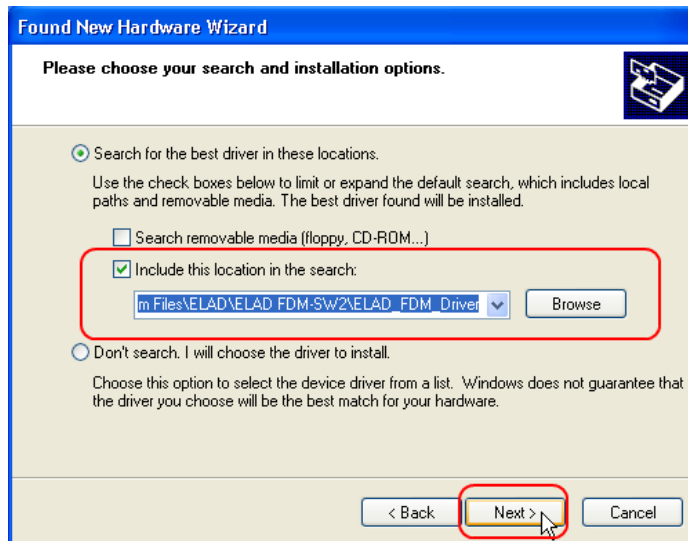 Found New Hardware Wizard
Please choose your search and installation options.
Search for the best driver in these locations.
Use the check boxes below to limit or expand the default search, which includes local
paths and removable media. The best driver found will be installed.
Search removable media (floppy, CD-ROM...)
Include this location in the search:
m Files\ELAD\ELAD FDM-SW2\ELAD_FDM_Driver
Browse
Don't search. I will choose the driver to install.
Choose this option to select the device driver from a list. Windows does not guarantee that
the driver you choose will be the best match for your hardware.
< Back Next > Cancel